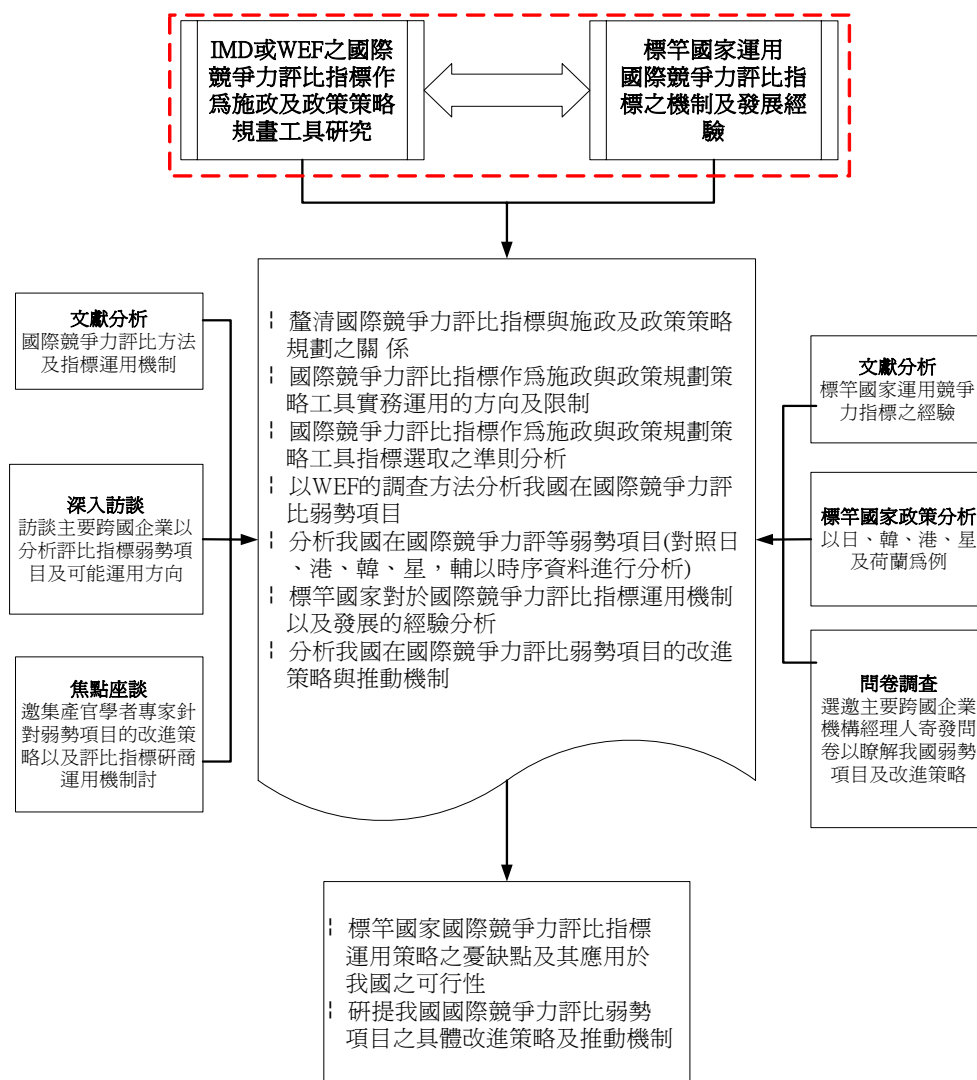 IMD或WEF之國際
競爭力評比指標作
為施政及政策策略
規畫工具研究
標竿國家運用
國際競爭力評比指
標之機制及發展經
驗
文獻分析
國際競爭力評比方法
及指標運用機制
深入訪談
訪談主要跨國企業以
分析評比指標弱勢項
目及可能運用方向
焦點座談
邀集產官學者專家針
對弱勢項目的改進策
略以及評比指標研商
運用機制討
¦ 釐清國際競爭力評比指標與施政及政策策略
規劃之關 係
¦ 國際競爭力評比指標作為施政與政策規劃策
略工具實務運用的方向及限制
¦ 國際競爭力評比指標作為施政與政策規劃策
略工具指標選取之準則分析
¦ 以WEF的調查方法分析我國在國際競爭力評
比弱勢項目
¦ 分析我國在國際競爭力評等弱勢項目(對照日
、港、韓、星，輔以時序資料進行分析)
¦ 標竿國家對於國際競爭力評比指標運用機制
以及發展的經驗分析
¦ 分析我國在國際競爭力評比弱勢項目的改進
策略與推動機制
文獻分析
標竿國家運用競爭
力指標之經驗
標竿國家政策分析
以日、韓、港、星
及荷蘭為例
問卷調查
選邀主要跨國企業
機構經理人寄發問
卷以瞭解我國弱勢
項目及改進策略
¦ 標竿國家國際競爭力評比指標
運用策略之憂缺點及其應用於
我國之可行性
¦ 研提我國國際競爭力評比弱勢
項目之具體改進策略及推動機制